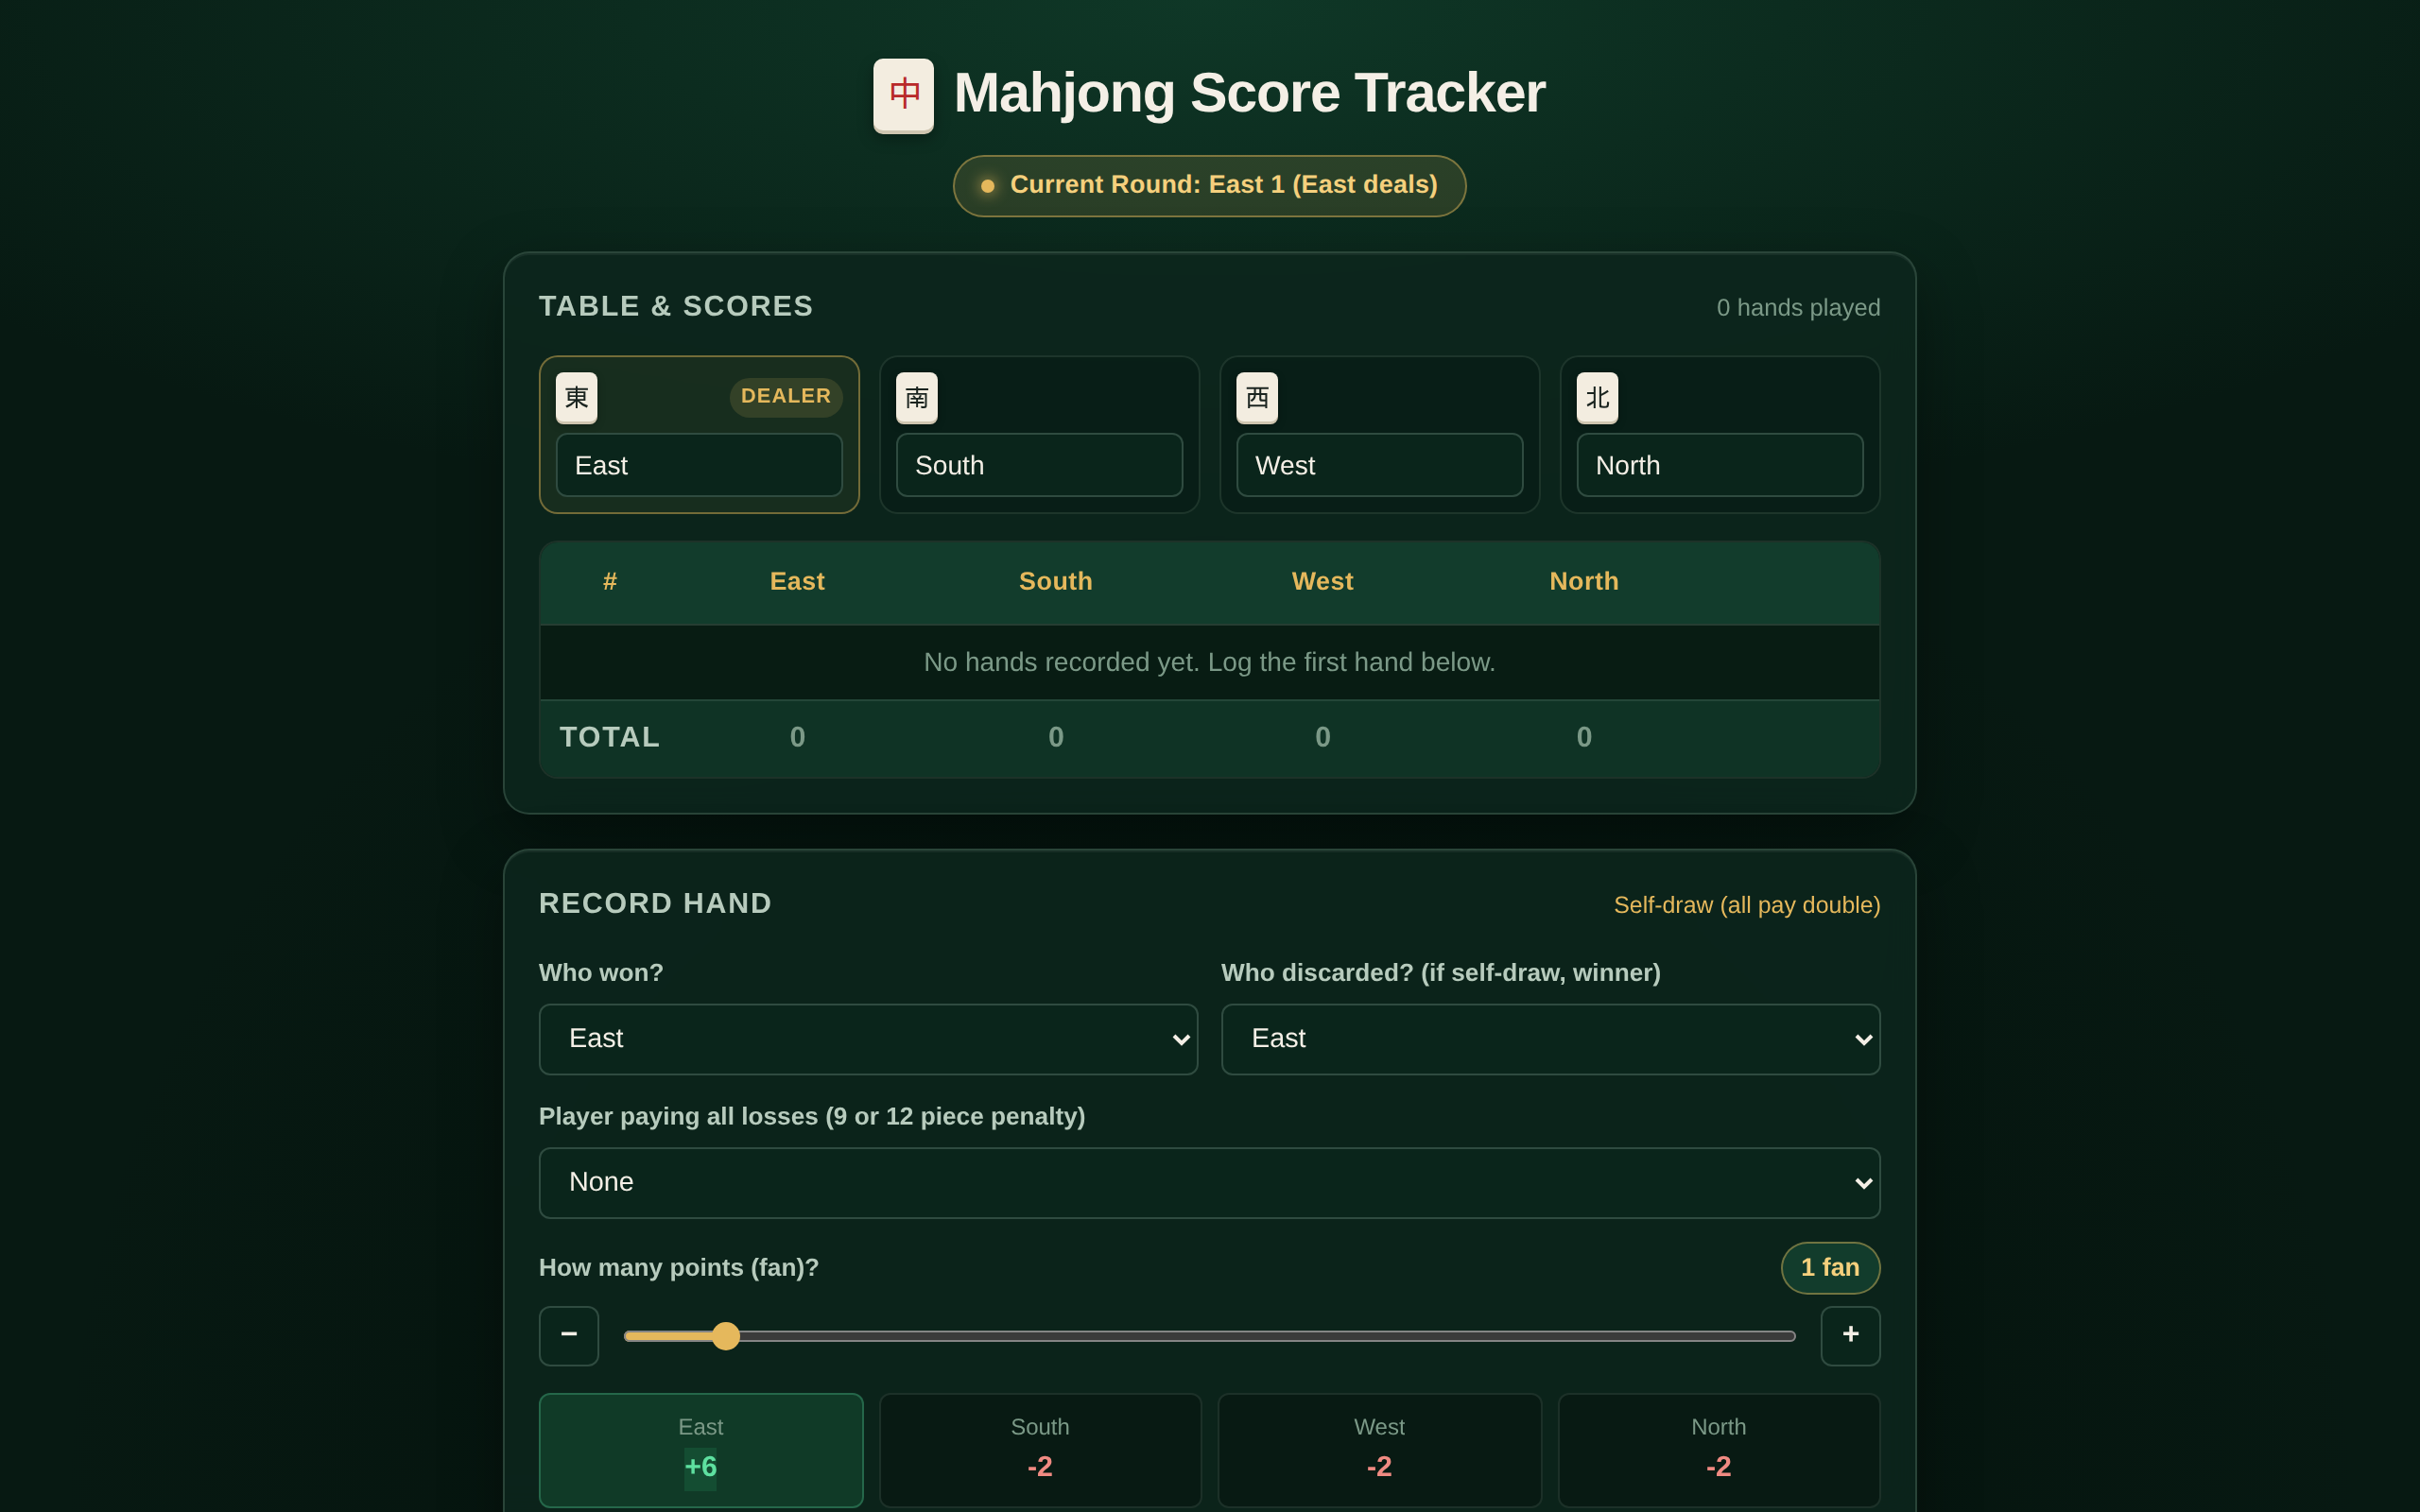 中 Mahjong Score Tracker
Current Round: East 1 (East deals)
TABLE & SCORES 0 hands played
東 DEALER 南 西 北
East South West North
# East South West North
No hands recorded yet. Log the first hand below.
TOTAL 0 0 0 0
RECORD HAND Self-draw (all pay double)
Who won? Who discarded? (if self-draw, winner)
East East
Player paying all losses (9 or 12 piece penalty)
None
How many points (fan)? 1 fan
− +
East South West North
+6 -2 -2 -2